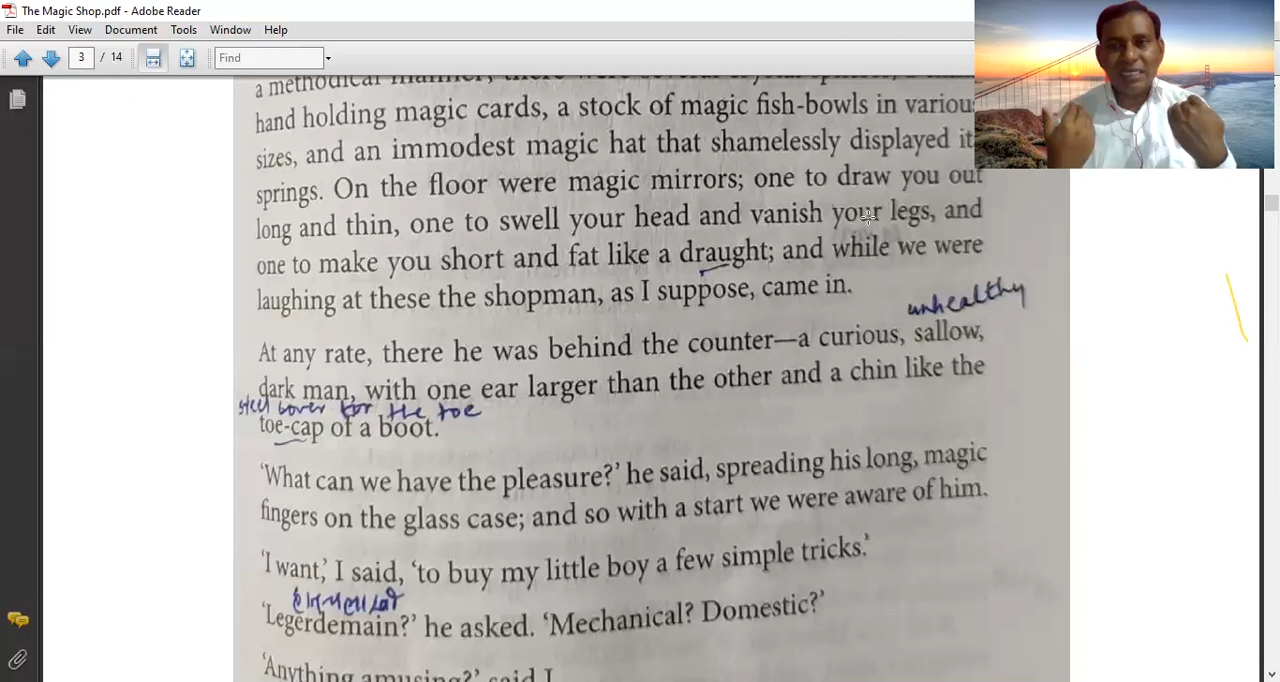 The Magic Shop.pdf - Adobe Reader
File Edit View Document Tools Window Help
3 / 14 Find
a methodical manner, there were
hand holding magic cards, a stock of magic fish-bowls in variou
sizes, and an immodest magic hat that shamelessly displayed it
springs. On the floor were magic mirrors; one to draw you out
long and thin, one to swell your head and vanish your legs, and
one to make you short and fat like a draught; and while we were
laughing at these the shopman, as I suppose, came in.
unhealthy
At any rate, there he was behind the counter—a curious, sallow,
dark man, with one ear larger than the other and a chin like the
steel cover for the toe
toe-cap of a boot.
'What can we have the pleasure?' he said, spreading his long, magic
fingers on the glass case; and so with a start we were aware of him.
'I want,' I said, 'to buy my little boy a few simple tricks.'
'Legerdemain?' he asked. 'Mechanical? Domestic?'
'Anything amusing?' said I